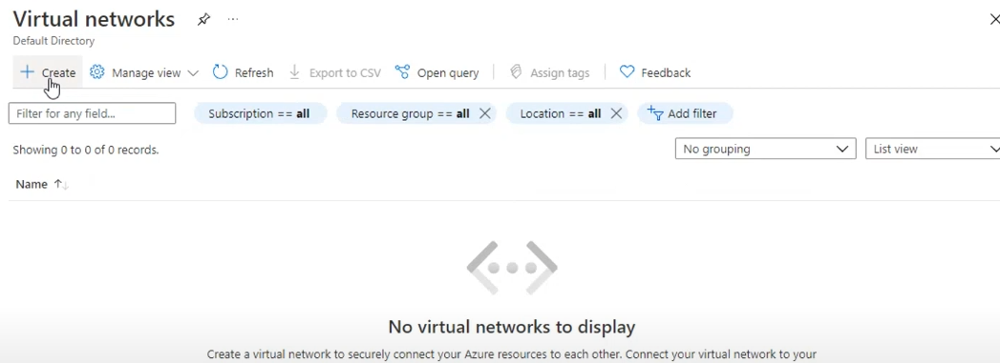 Virtual networks
Default Directory
Create Manage view Refresh Export to CSV Open query Assign tags Feedback
Filter for any field... Subscription == all Resource group == all Location == all Add filter
Showing 0 to 0 of 0 records. No grouping List view
Name
No virtual networks to display
Create a virtual network to securely connect your Azure resources to each other. Connect your virtual network to your